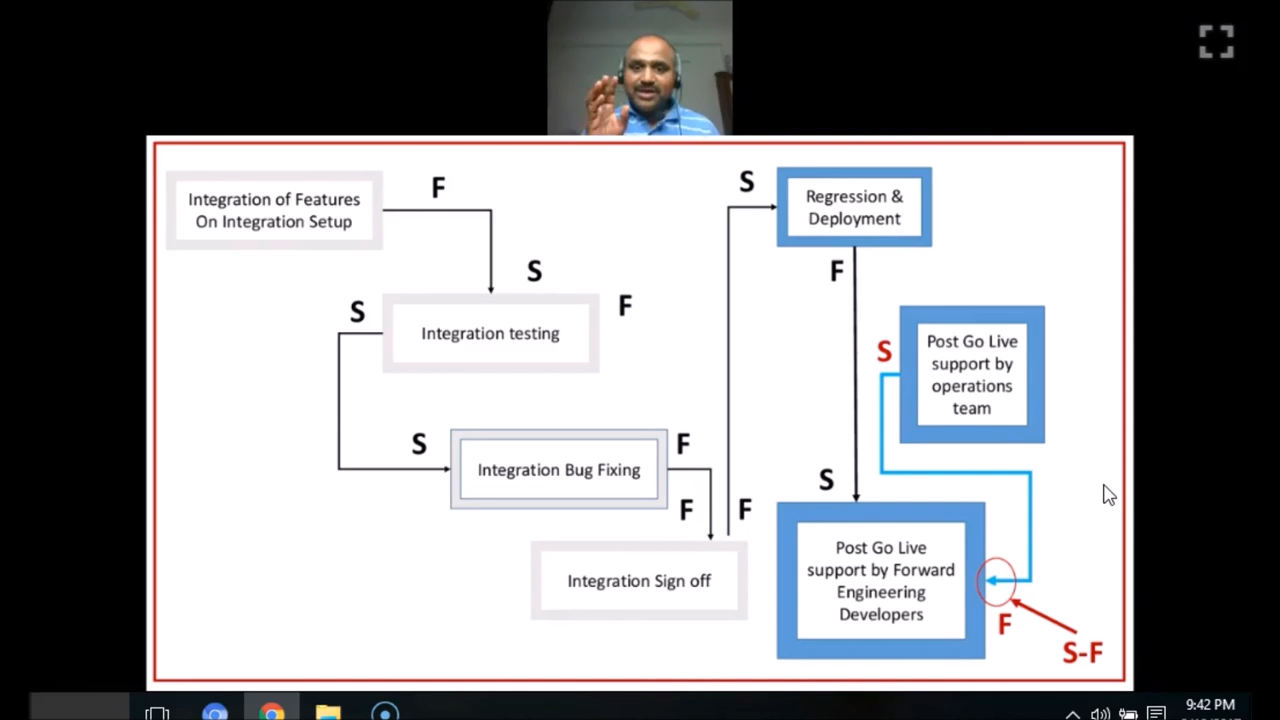 F
Integration of Features
On Integration Setup
S
F
S
Integration testing
S
Integration Bug Fixing
F
F
F
Integration Sign off
S
Regression &
Deployment
F
S
Post Go Live
support by
operations
team
S
Post Go Live
support by Forward
Engineering
Developers
F
S-F
9:42 PM